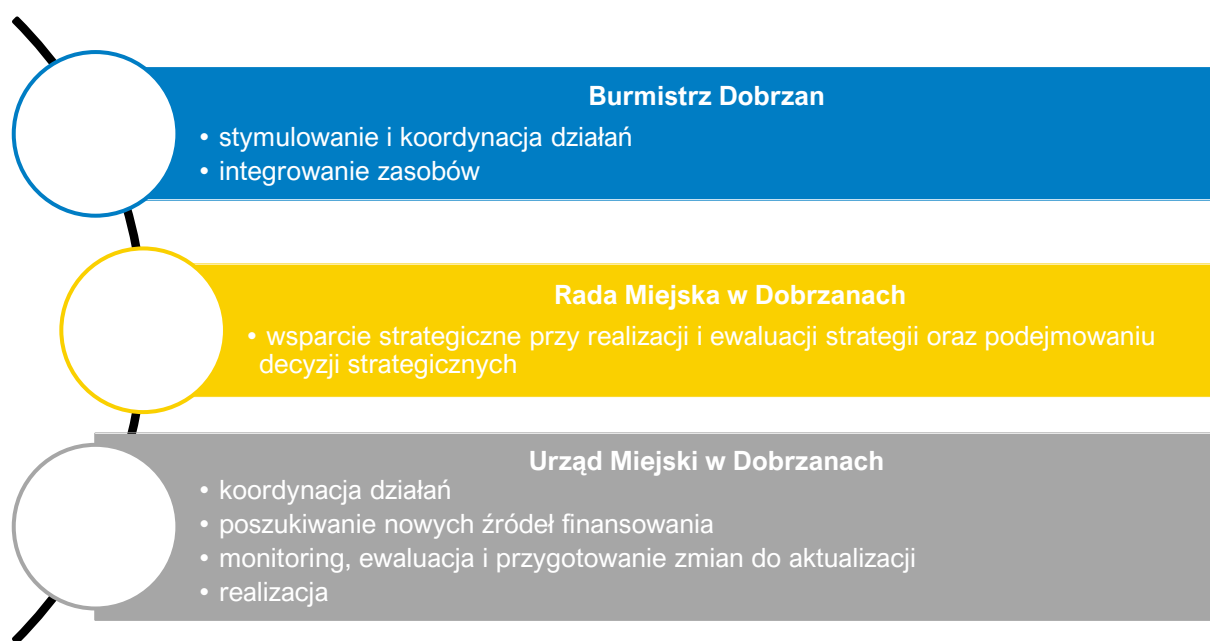 Burmistrz Dobrzan
• stymulowanie i koordynacja działań
• integrowanie zasobów
Rada Miejska w Dobrzanach
• wsparcie strategiczne przy realizacji i ewaluacji strategii oraz podejmowaniu
decyzji strategicznych
Urząd Miejski w Dobrzanach
• koordynacja działań
• poszukiwanie nowych źródeł finansowania
• monitoring, ewaluacja i przygotowanie zmian do aktualizacji
• realizacja